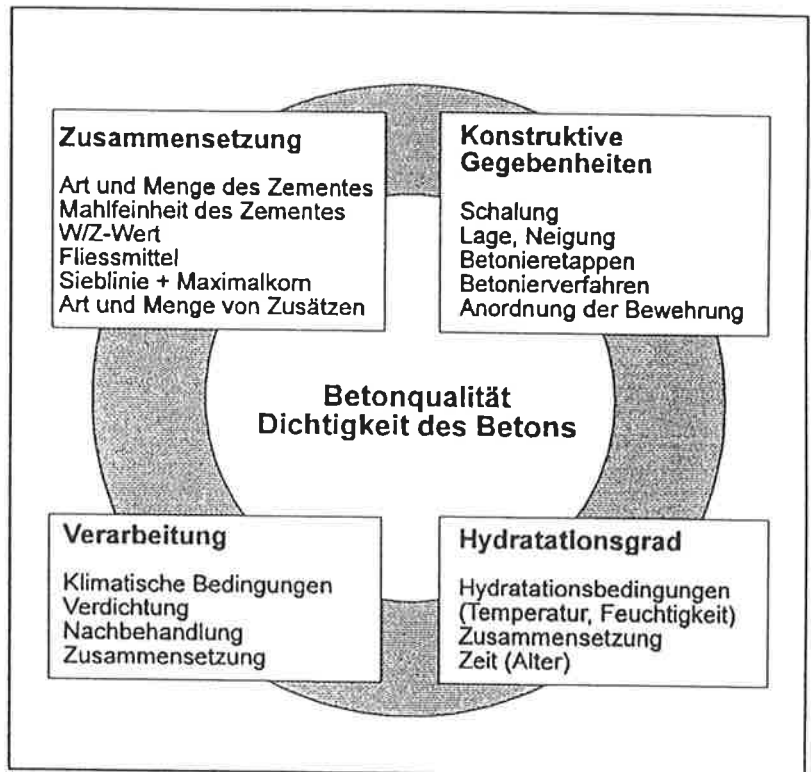 Zusammensetzung
Art und Menge des Zementes
Mahlfeinheit des Zementes
W/Z-Wert
Fliessmittel
Sieblinie + Maximalkorn
Art und Menge von Zusätzen
Konstruktive
Gegebenheiten
Schalung
Lage, Neigung
Betonieretappen
Betonierverfahren
Anordnung der Bewehrung
Betonqualität
Dichtigkeit des Betons
Verarbeitung
Klimatische Bedingungen
Verdichtung
Nachbehandlung
Zusammensetzung
Hydratationsgrad
Hydratationsbedingungen
(Temperatur, Feuchtigkeit)
Zusammensetzung
Zeit (Alter)